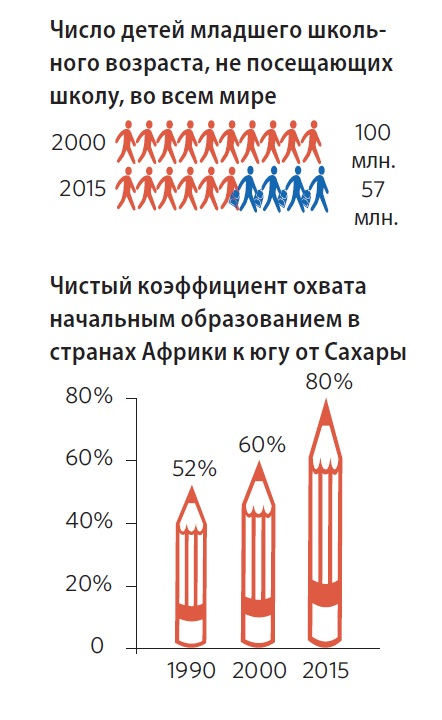 Число детей младшего школь-
ного возраста, не посещающих
школу, во всем мире
2000 100
млн.
2015 57
млн.
Чистый коэффициент охвата
начальным образованием в
странах Африки к югу от Сахары
80%
80%
60%
60%
52%
40%
20%
0
1990 2000 2015